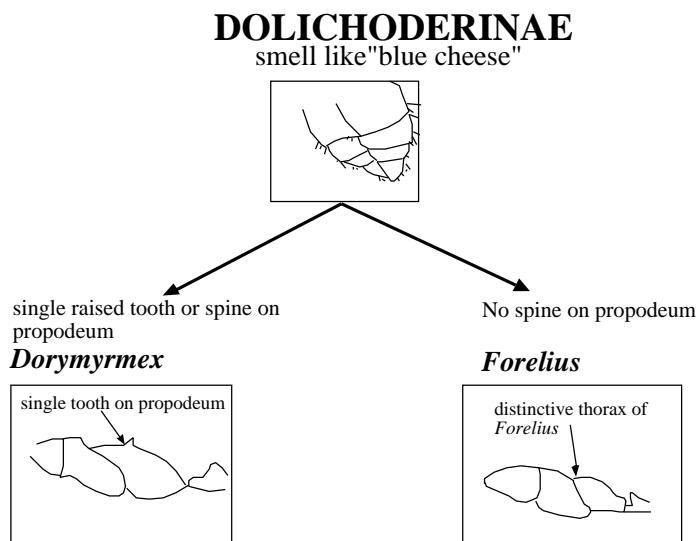 DOLICHODERINAE
smell like"blue cheese"
single raised tooth or spine on
propodeum
Dorymyrmex
single tooth on propodeum
No spine on propodeum
Forelius
distinctive thorax of
Forelius